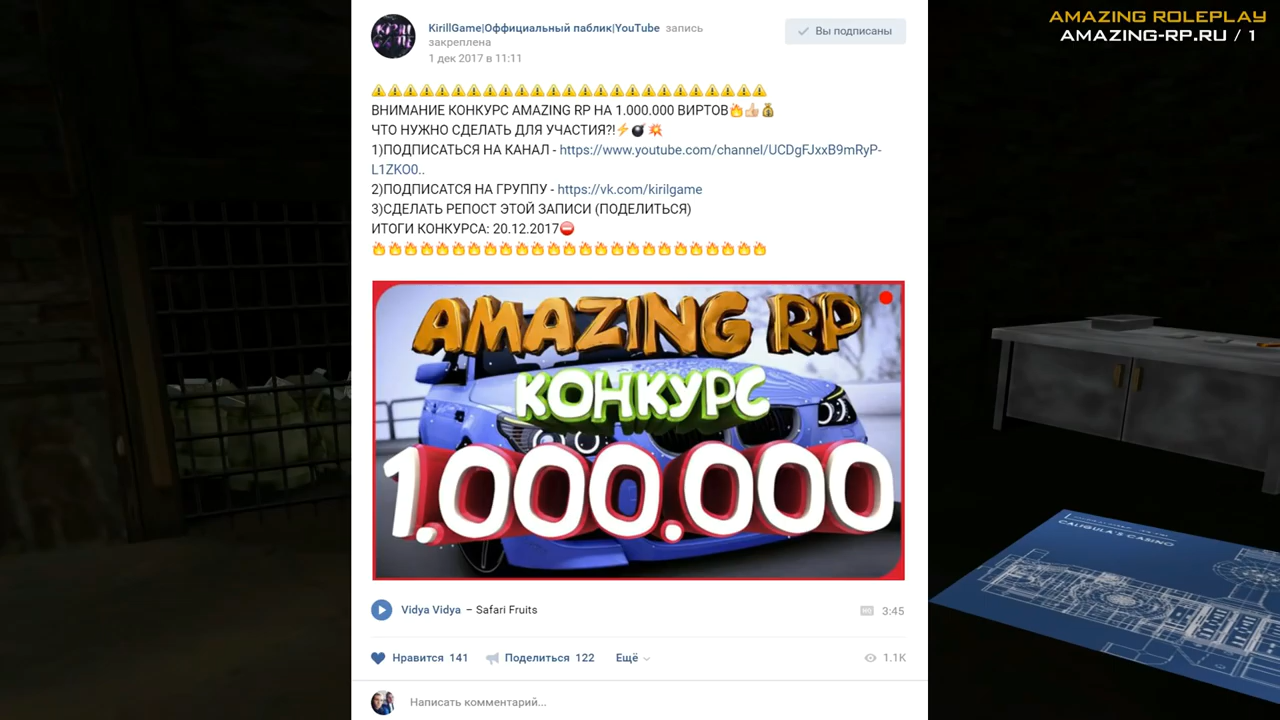 AMAZING ROLEPLAY
AMAZING-RP.RU / 1
KirillGame|Оффициальный паблик|YouTube запись
закреплена
1 дек 2017 в 11:11
Вы подписаны
⚠⚠⚠⚠⚠⚠⚠⚠⚠⚠⚠⚠⚠⚠⚠⚠⚠⚠⚠⚠⚠⚠⚠⚠⚠
ВНИМАНИЕ КОНКУРС AMAZING RP НА 1.000.000 ВИРТОВ🔥👍💰
ЧТО НУЖНО СДЕЛАТЬ ДЛЯ УЧАСТИЯ?!⚡💣💥
1)ПОДПИСАТЬСЯ НА КАНАЛ - https://www.youtube.com/channel/UCDgFJxxB9mRyP-
L1ZKO0..
2)ПОДПИСАТСЯ НА ГРУППУ - https://vk.com/kirilgame
3)СДЕЛАТЬ РЕПОСТ ЭТОЙ ЗАПИСИ (ПОДЕЛИТЬСЯ)
ИТОГИ КОНКУРСА: 20.12.2017⛔
🔥🔥🔥🔥🔥🔥🔥🔥🔥🔥🔥🔥🔥🔥🔥🔥🔥🔥🔥🔥🔥🔥🔥🔥🔥
AMAZING RP
КОНКУРС
1.000.000
Vidya Vidya – Safari Fruits
HQ 3:45
Нравится 141 Поделиться 122 Ещё 1.1K
Написать комментарий...
CALIGULA'S CASINO